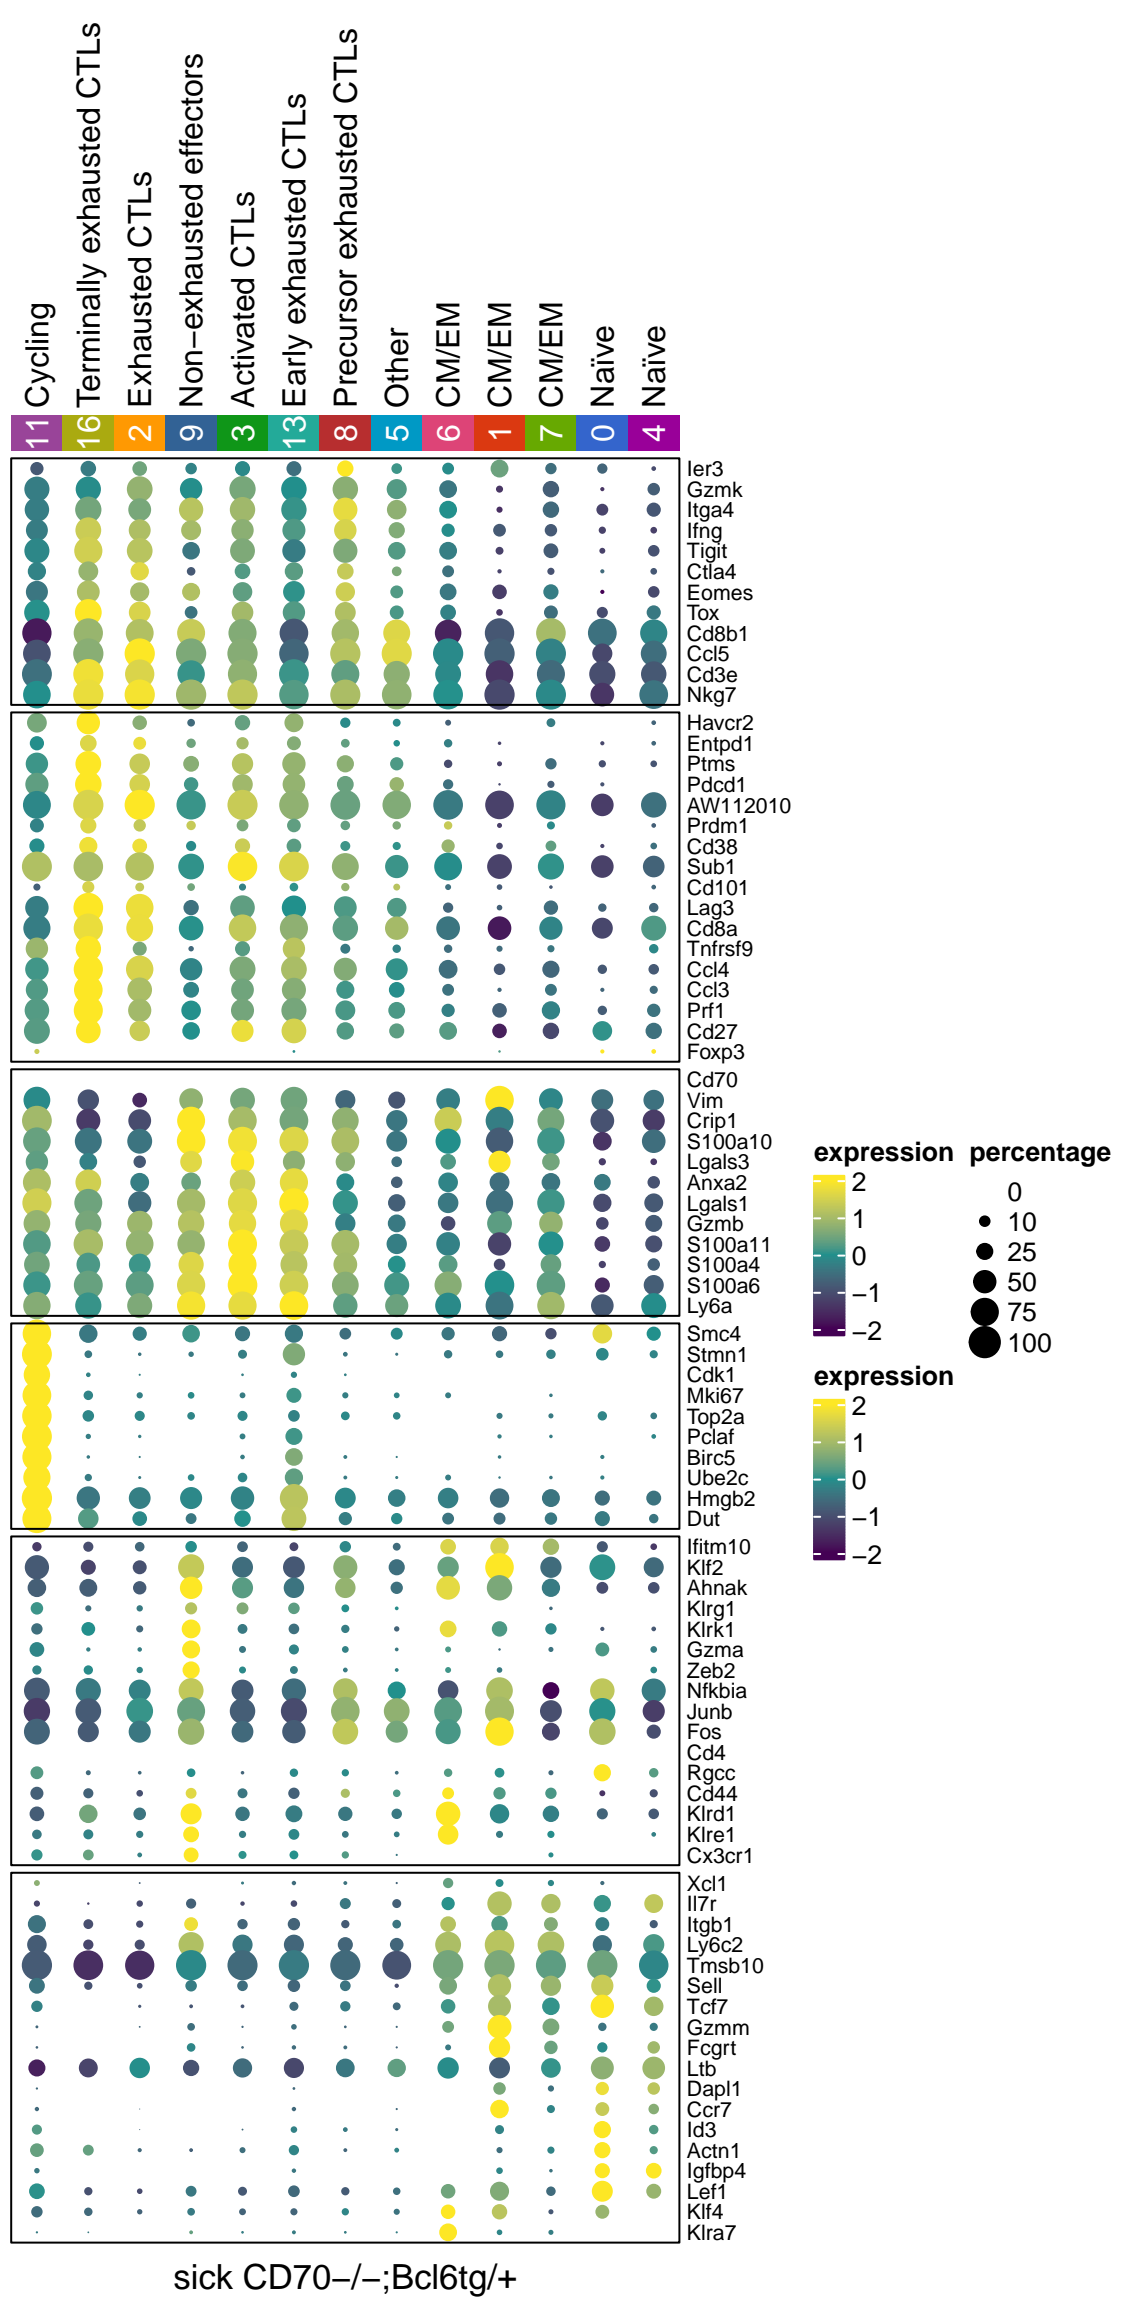 Cycling
Terminally exhausted CTLs
Exhausted CTLs
Non−exhausted effectors
Activated CTLs
Early exhausted CTLs
Precursor exhausted CTLs
Other
CM/EM
CM/EM
CM/EM
Naïve
Naïve
11 16 2 9 3 13 8 5 6 1 7 0 4
Ier3
Gzmk
Itga4
Ifng
Tigit
Ctla4
Eomes
Tox
Cd8b1
Ccl5
Cd3e
Nkg7
Havcr2
Entpd1
Ptms
Pdcd1
AW112010
Prdm1
Cd38
Sub1
Cd101
Lag3
Cd8a
Tnfrsf9
Ccl4
Ccl3
Prf1
Cd27
Foxp3
Cd70
Vim
Crip1
S100a10
Lgals3
Anxa2
Lgals1
Gzmb
S100a11
S100a4
S100a6
Ly6a
Smc4
Stmn1
Cdk1
Mki67
Top2a
Pclaf
Birc5
Ube2c
Hmgb2
Dut
Ifitm10
Klf2
Ahnak
Klrg1
Klrk1
Gzma
Zeb2
Nfkbia
Junb
Fos
Cd4
Rgcc
Cd44
Klrd1
Klre1
Cx3cr1
Xcl1
Il7r
Itgb1
Ly6c2
Tmsb10
Sell
Tcf7
Gzmm
Fcgrt
Ltb
Dapl1
Ccr7
Id3
Actn1
Igfbp4
Lef1
Klf4
Klra7
expression
2
1
0
−1
−2
percentage
0
10
25
50
75
100
expression
2
1
0
−1
−2
sick CD70−/−;Bcl6tg/+